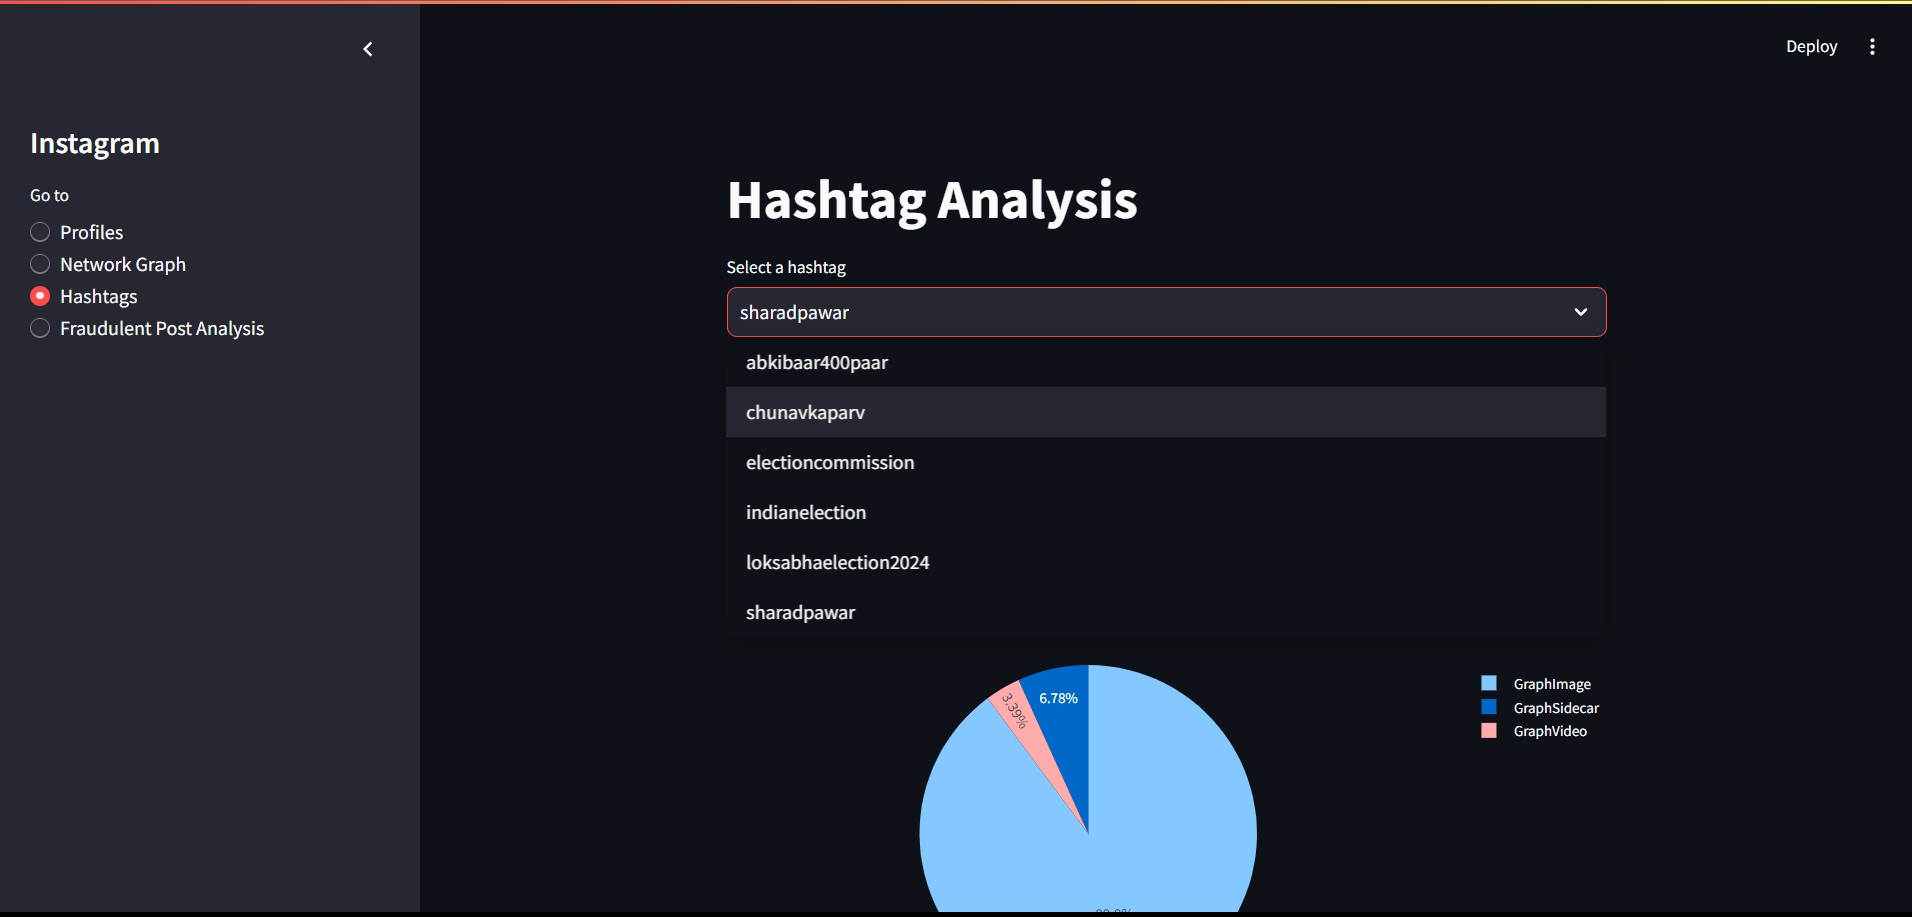 Deploy
Instagram
Go to
Profiles
Network Graph
Hashtags
Fraudulent Post Analysis
Hashtag Analysis
Select a hashtag
sharadpawar
abkibaar400paar
chunavkaparv
electioncommission
indianelection
loksabhaelection2024
sharadpawar
3.39%
6.78%
GraphImage
GraphSidecar
GraphVideo